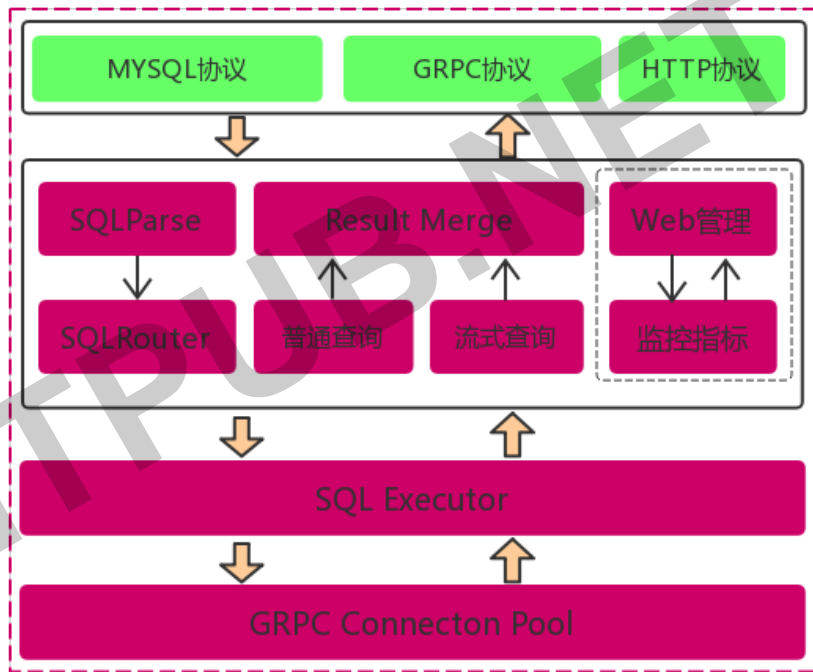 MYSQL协议
GRPC协议
HTTP协议
SQLParse
Result Merge
Web管理
SQLRouter
普通查询
流式查询
监控指标
SQL Executor
GRPC Connecton Pool
TPUB.NET